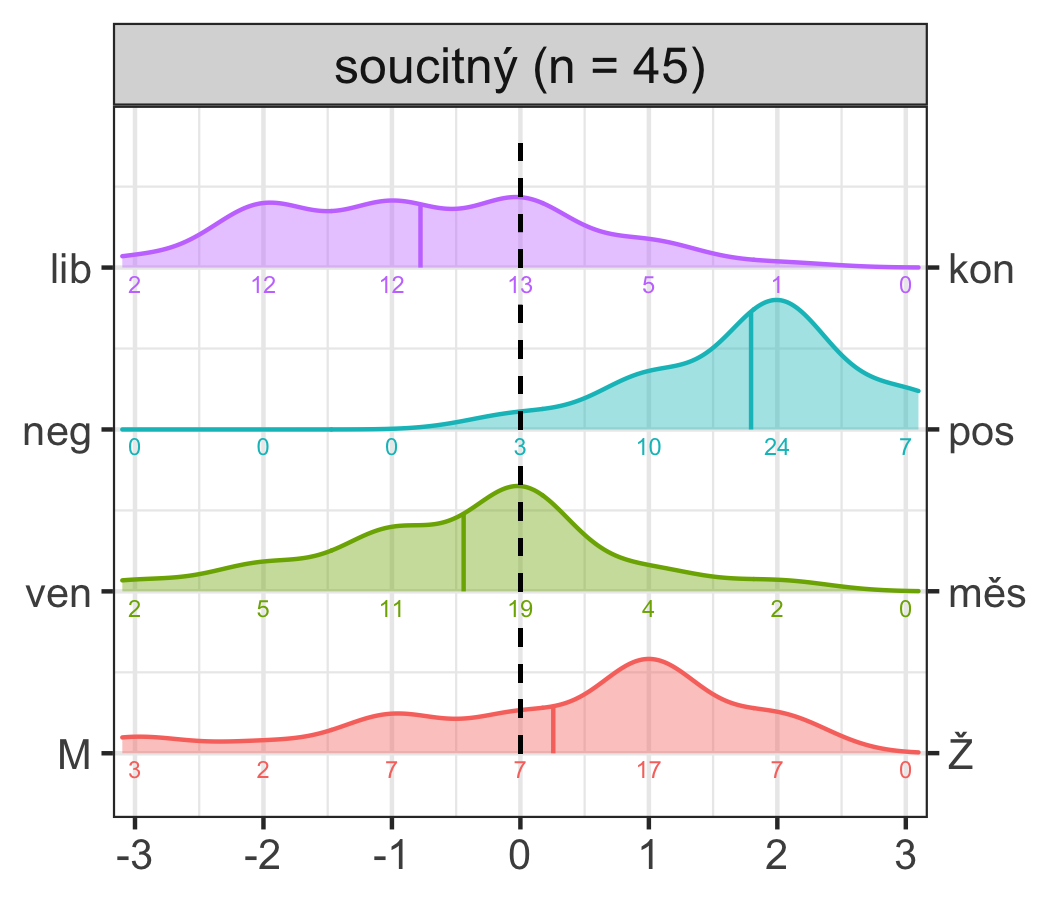 soucitný (n = 45)
lib 2 12 12 13 5 1 0 kon
neg 0 0 0 3 10 24 7 pos
ven 2 5 11 19 4 2 0 měs
M 3 2 7 7 17 7 0 Ž
-3 -2 -1 0 1 2 3